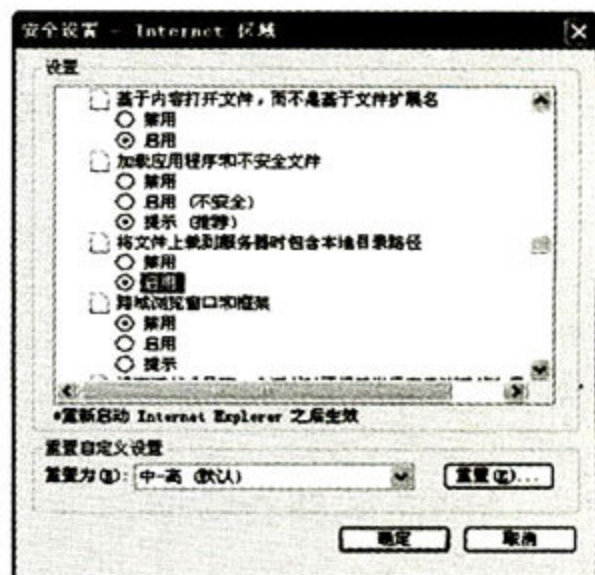 安全设置 - Internet 区域
设置
基于内容打开文件，而不是基于文件扩展名
禁用
启用
加载应用程序和不安全文件
禁用
启用 (不安全)
提示 (推荐)
将文件上载到服务器时包含本地目录路径
禁用
启用
跨域浏览窗口和框架
禁用
启用
提示
*重新启动 Internet Explorer 之后生效
重置自定义设置
重置为(R): 中-高 (默认)
重置(E)...
确定
取消